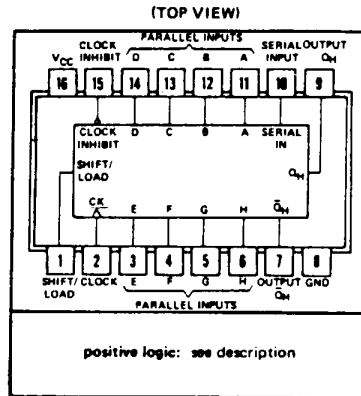 (TOP VIEW)
PARALLEL INPUTS
CLOCK SERIAL OUTPUT
VCC INHIBIT D C B A INPUT QH
16 15 14 13 12 11 10 9
CLOCK D C B A SERIAL
INHIBIT IN
SHIFT/
LOAD QH
CK E F G H Q̅H
1 2 3 4 5 6 7 8
SHIFT/ CLOCK E F G H OUTPUT GND
LOAD PARALLEL INPUTS Q̅H
positive logic: see description